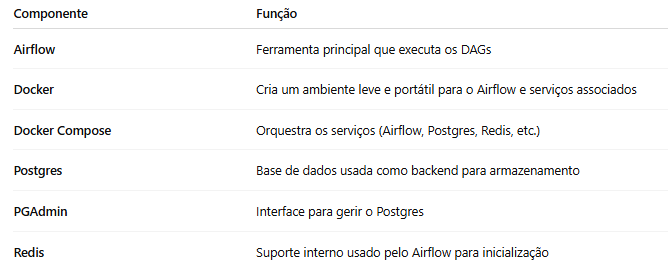 Componente Função
Airflow Ferramenta principal que executa os DAGs
Docker Cria um ambiente leve e portátil para o Airflow e serviços associados
Docker Compose Orquestra os serviços (Airflow, Postgres, Redis, etc.)
Postgres Base de dados usada como backend para armazenamento
PGAdmin Interface para gerir o Postgres
Redis Suporte interno usado pelo Airflow para inicialização